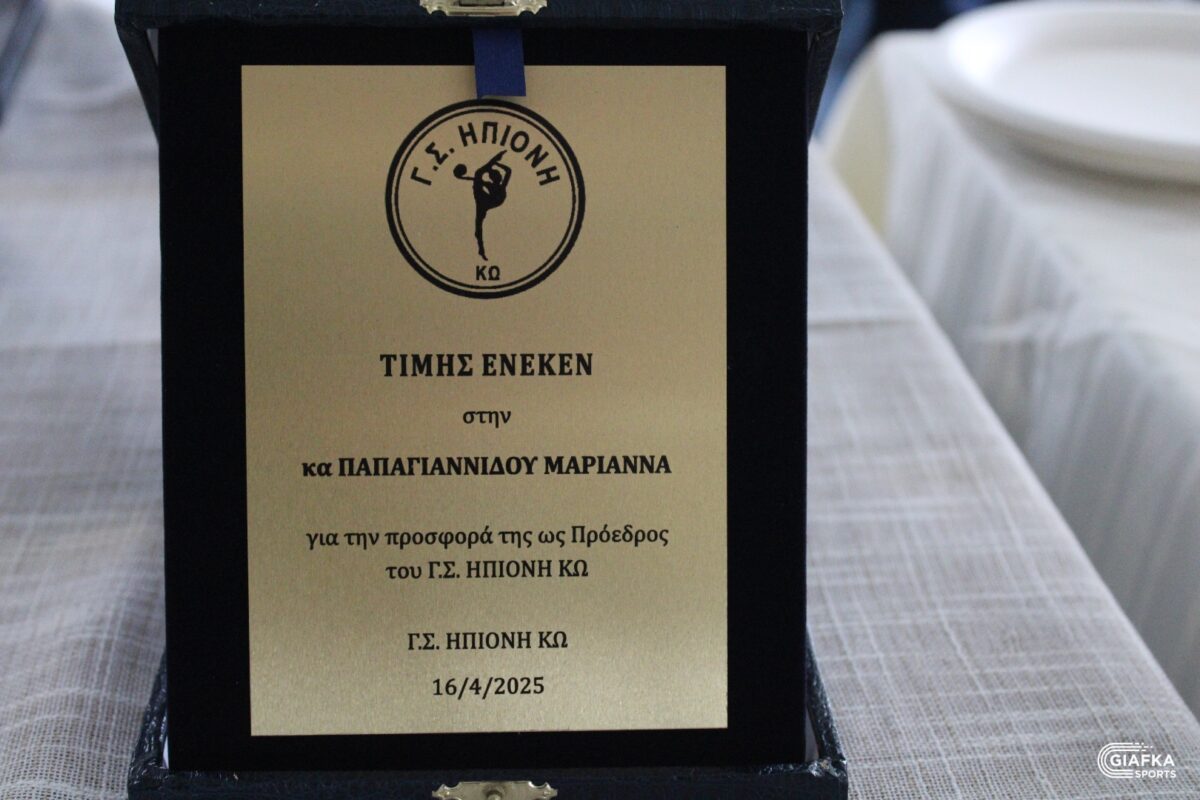 Γ.Σ. ΗΠΙΟΝΗ
ΚΩ
ΤΙΜΗΣ ΕΝΕΚΕΝ
στην
κα ΠΑΠΑΓΙΑΝΝΙΔΟΥ ΜΑΡΙΑΝΝΑ
για την προσφορά της ως Πρόεδρος
του Γ.Σ. ΗΠΙΟΝΗ ΚΩ
Γ.Σ. ΗΠΙΟΝΗ ΚΩ
16/4/2025
GIAFKA
SPORTS